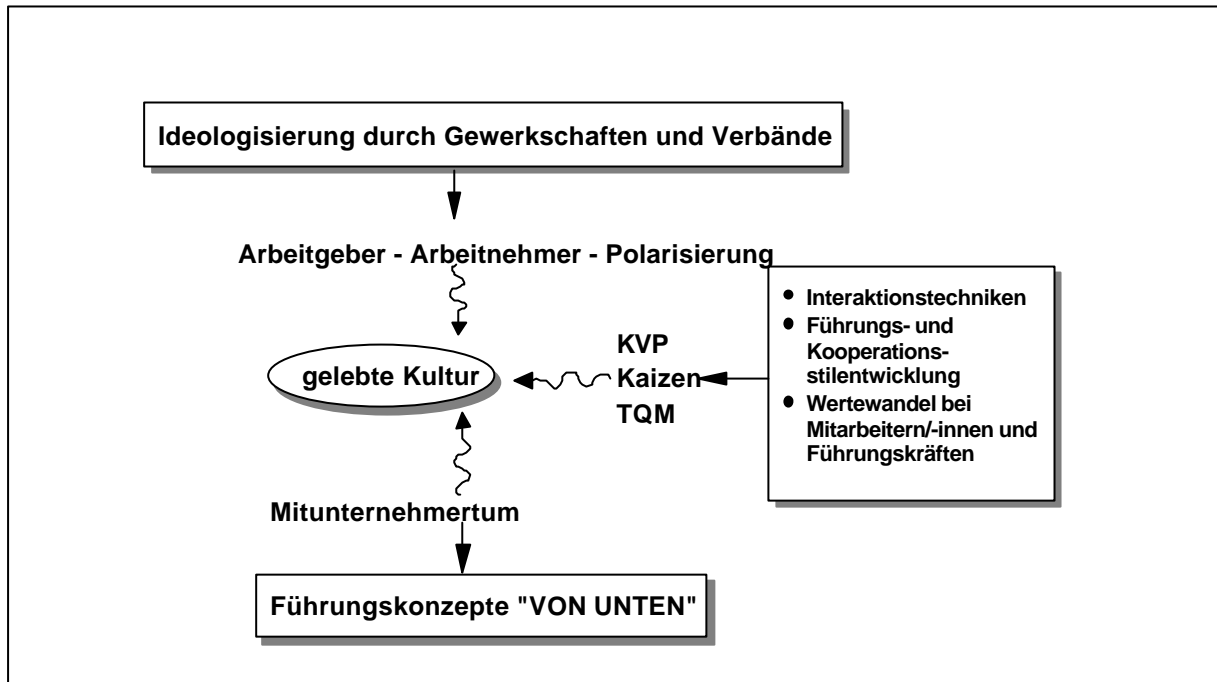 Ideologisierung durch Gewerkschaften und Verbände
Arbeitgeber - Arbeitnehmer - Polarisierung
gelebte Kultur
KVP
Kaizen
TQM
• Interaktionstechniken
• Führungs- und
Kooperations-
stilentwicklung
• Wertewandel bei
Mitarbeitern/-innen und
Führungskräften
Mitunternehmertum
Führungskonzepte "VON UNTEN"